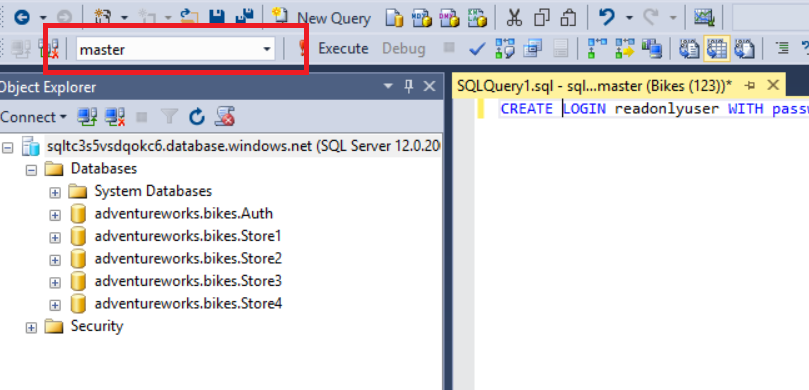 New Query
master
Execute Debug
Object Explorer
SQLQuery1.sql - sql...master (Bikes (123))*
Connect
CREATE LOGIN readonlyuser WITH passw
sqltc3s5vsdqokc6.database.windows.net (SQL Server 12.0.20
Databases
System Databases
adventureworks.bikes.Auth
adventureworks.bikes.Store1
adventureworks.bikes.Store2
adventureworks.bikes.Store3
adventureworks.bikes.Store4
Security